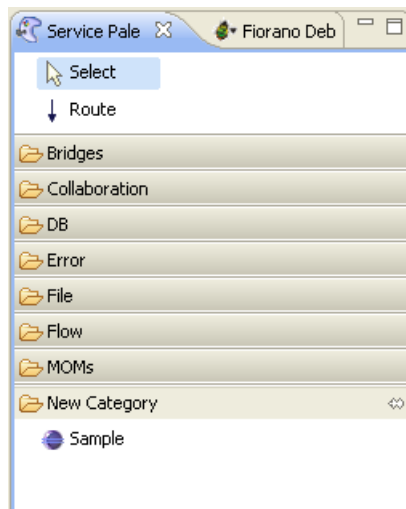 Service Pale
Fiorano Deb
Select
Route
Bridges
Collaboration
DB
Error
File
Flow
MOMs
New Category
Sample